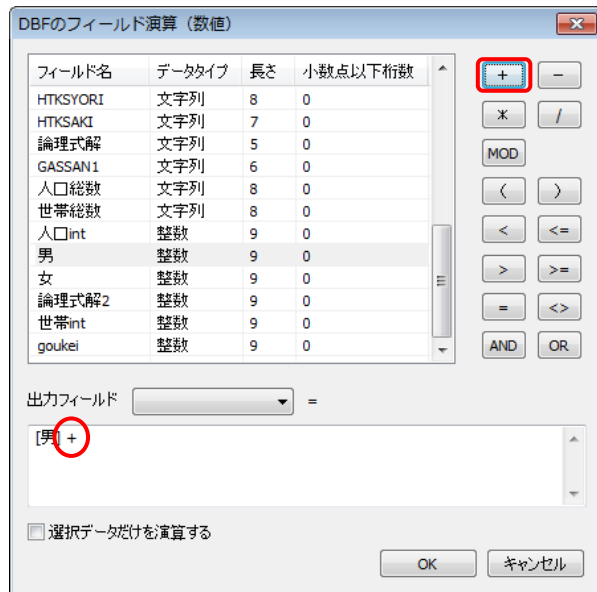 DBFのフィールド演算（数値）
フィールド名 データタイプ 長さ 小数点以下桁数
HTKSYORI 文字列 8 0
HTKSAKI 文字列 7 0
論理式解 文字列 5 0
GASSAN1 文字列 6 0
人口総数 文字列 8 0
世帯総数 文字列 8 0
人口int 整数 9 0
男 整数 9 0
女 整数 9 0
論理式解2 整数 9 0
世帯int 整数 9 0
goukei 整数 9 0
+ -
* /
MOD
( )
< <=
> >=
= <>
AND OR
出力フィールド =
[男] +
選択データだけを演算する
OK キャンセル